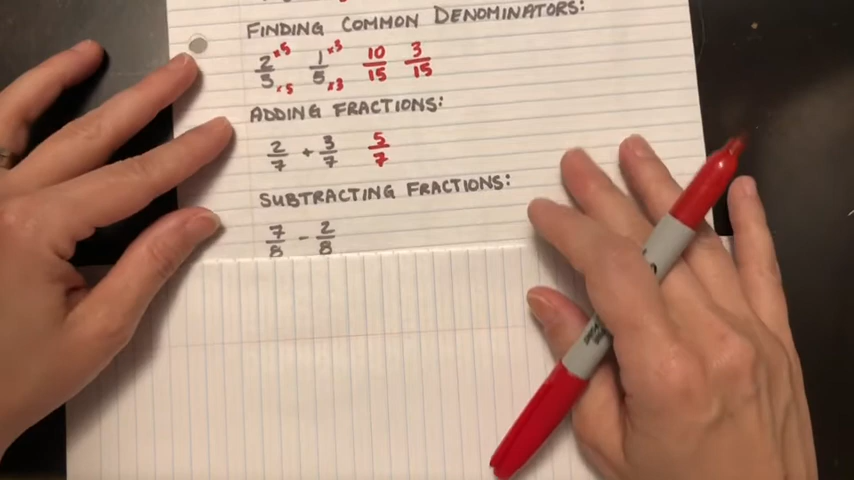 FINDING COMMON DENOMINATORS:
2/3 ×5 ×5 1/5 ×3 ×3 10/15 3/15
ADDING FRACTIONS:
2/7 + 3/7 5/7
SUBTRACTING FRACTIONS:
7/8 - 2/8